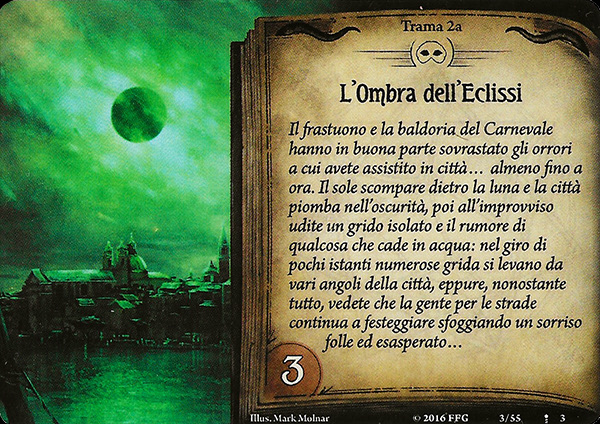 Trama 2a
L'Ombra dell'Eclissi
Il frastuono e la baldoria del Carnevale
hanno in buona parte sovrastato gli orrori
a cui avete assistito in città… almeno fino a
ora. Il sole scompare dietro la luna e la città
piomba nell'oscurità, poi all'improvviso
udite un grido isolato e il rumore di
qualcosa che cade in acqua: nel giro di
pochi istanti numerose grida si levano da
vari angoli della città, eppure, nonostante
tutto, vedete che la gente per le strade
continua a festeggiare sfoggiando un sorriso
folle ed esasperato…
3
Illus. Mark Molnar © 2016 FFG 3/55 3